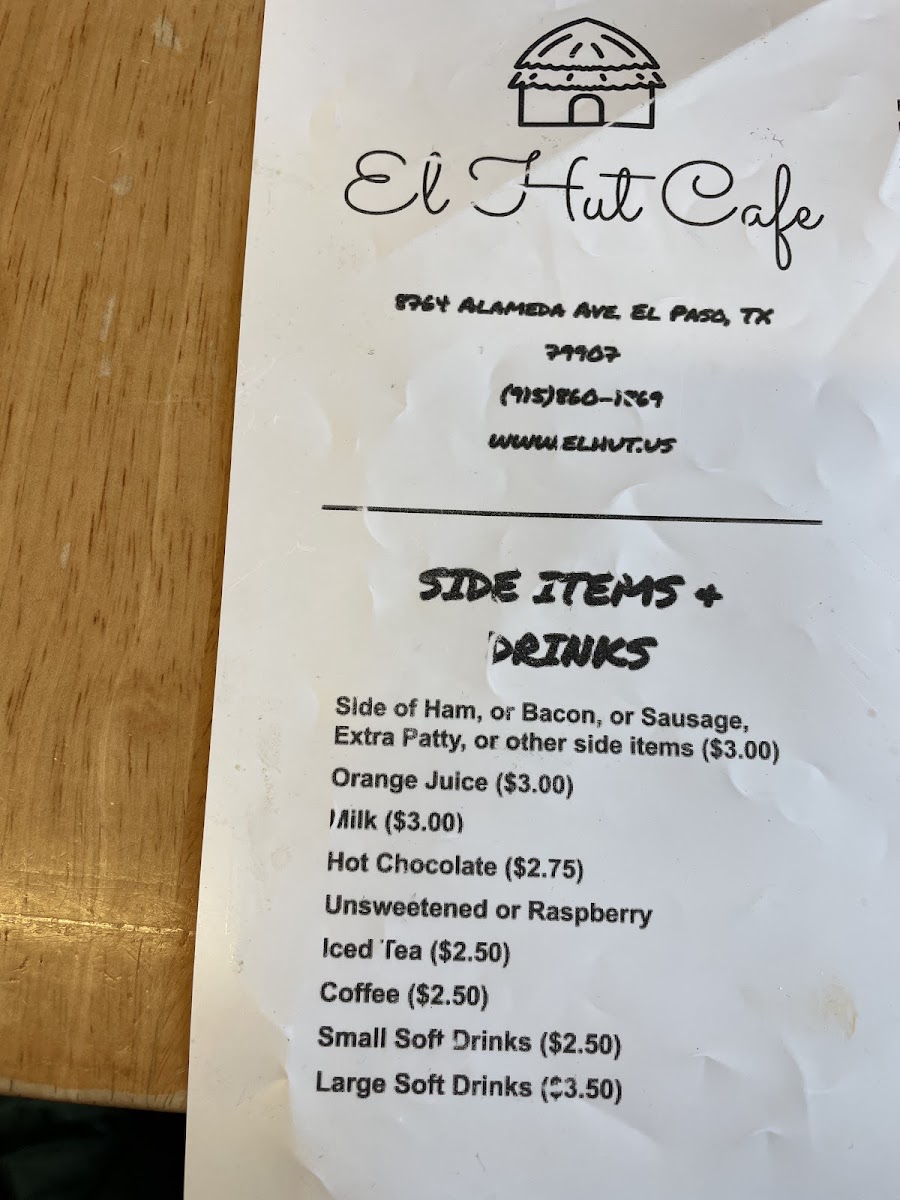 El Hut Cafe
8764 Alameda Ave. El Paso, TX
79907
www.elhut.us
SIDE ITEMS &
DRINKS
Side of Ham, or Bacon, or Sausage,
Extra Patty, or other side items ($3.00)
Orange Juice ($3.00)
Milk ($3.00)
Hot Chocolate ($2.75)
Unsweetened or Raspberry
Iced Tea ($2.50)
Coffee ($2.50)
Small Soft Drinks ($2.50)
Large Soft Drinks ($3.50)